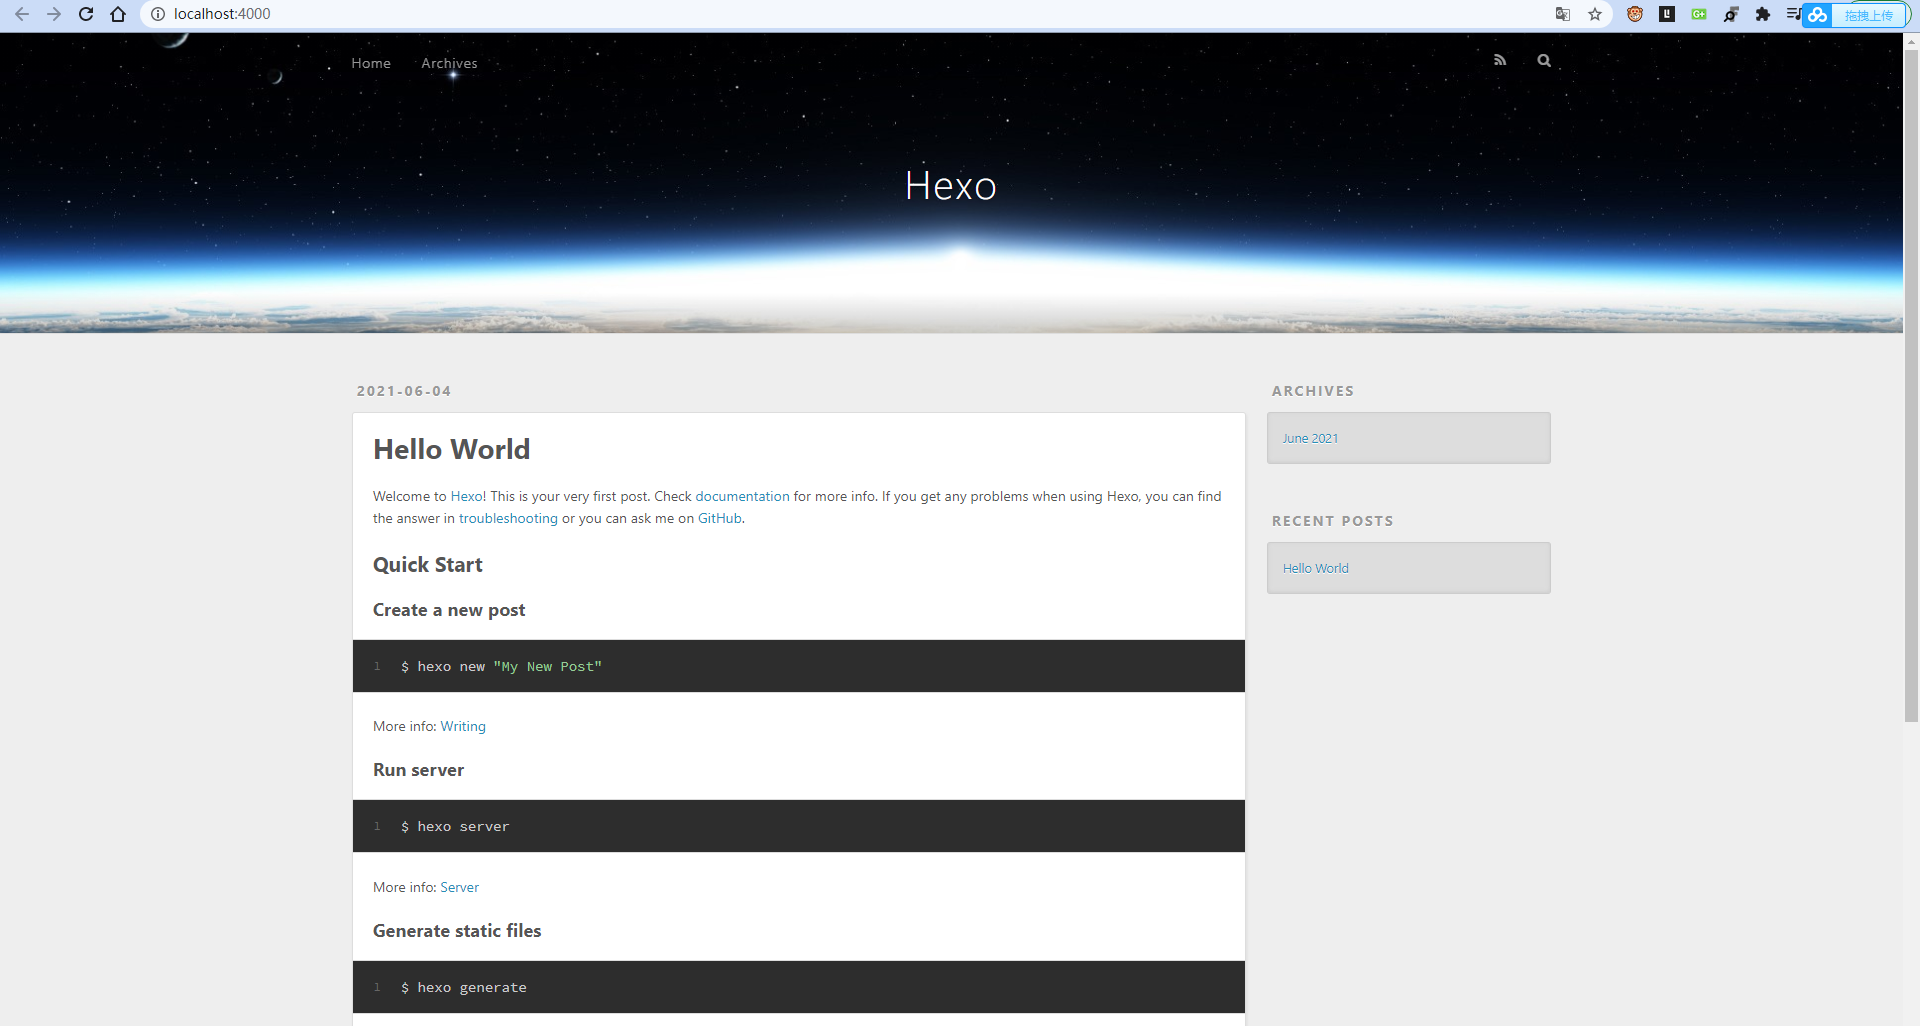 localhost:4000
拖拽上传
Home
Archives
Hexo
2021-06-04
Hello World
Welcome to Hexo! This is your very first post. Check documentation for more info. If you get any problems when using Hexo, you can find
the answer in troubleshooting or you can ask me on GitHub.
Quick Start
Create a new post
1 $ hexo new "My New Post"
More info: Writing
Run server
1 $ hexo server
More info: Server
Generate static files
1 $ hexo generate
ARCHIVES
June 2021
RECENT POSTS
Hello World